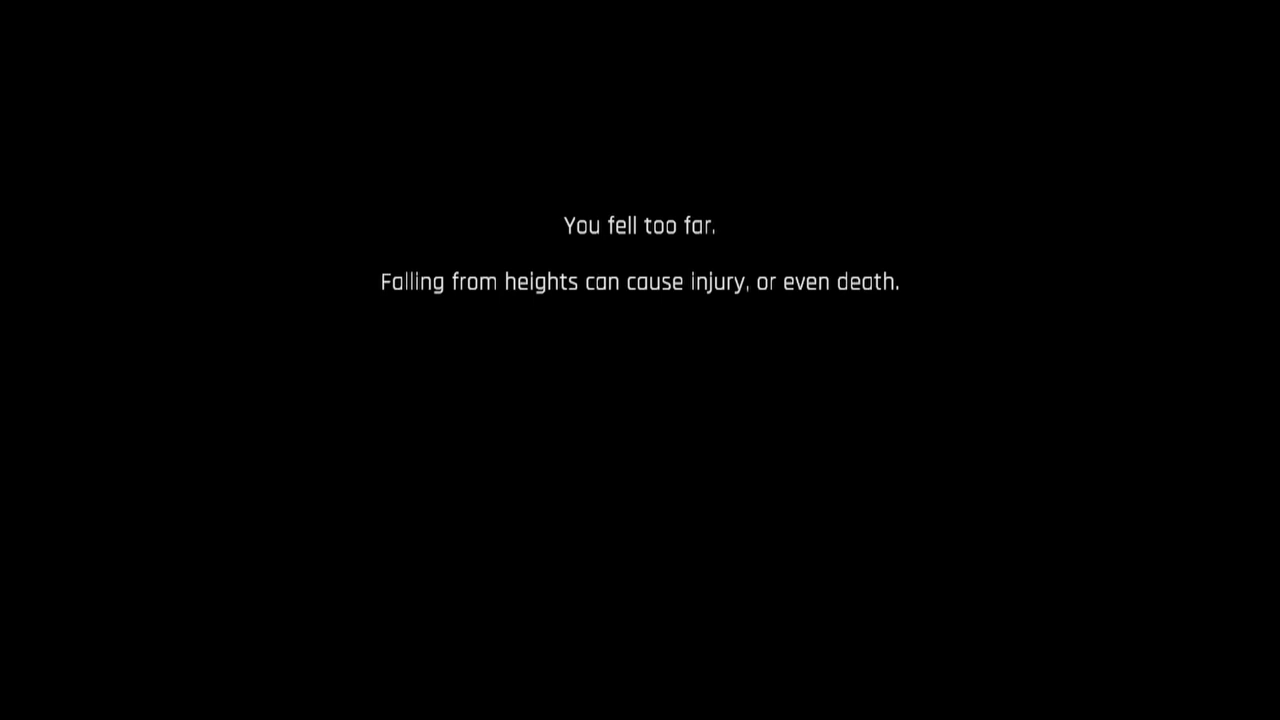 You fell too far.
Falling from heights can cause injury, or even death.